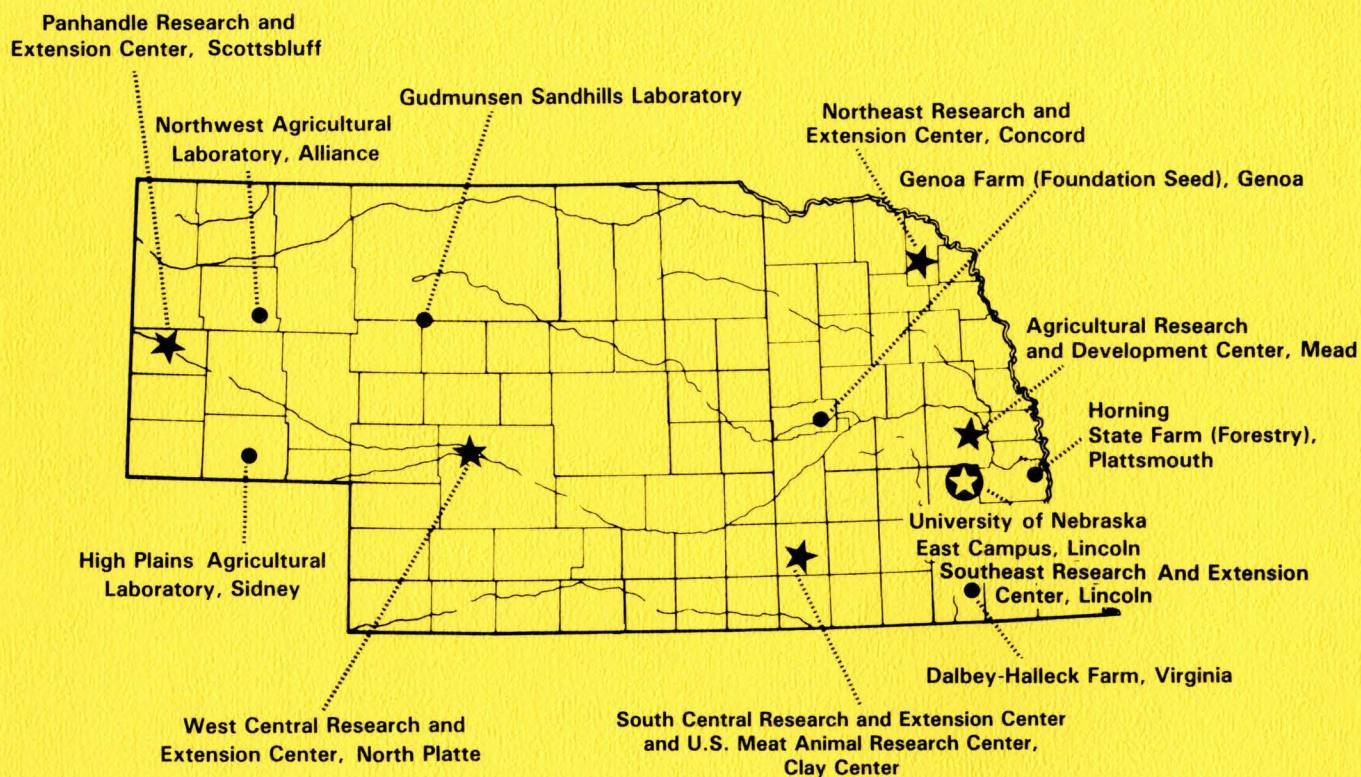 Panhandle Research and
Extension Center, Scottsbluff
Northwest Agricultural
Laboratory, Alliance
Gudmunsen Sandhills Laboratory
Northeast Research and
Extension Center, Concord
Genoa Farm (Foundation Seed), Genoa
Agricultural Research
and Development Center, Mead
Horning
State Farm (Forestry),
Plattsmouth
University of Nebraska
East Campus, Lincoln
Southeast Research And Extension
Center, Lincoln
High Plains Agricultural
Laboratory, Sidney
Dalbey-Halleck Farm, Virginia
West Central Research and
Extension Center, North Platte
South Central Research and Extension Center
and U.S. Meat Animal Research Center,
Clay Center